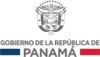 GOBIERNO DE LA REPÚBLICA DE
PANAMÁ